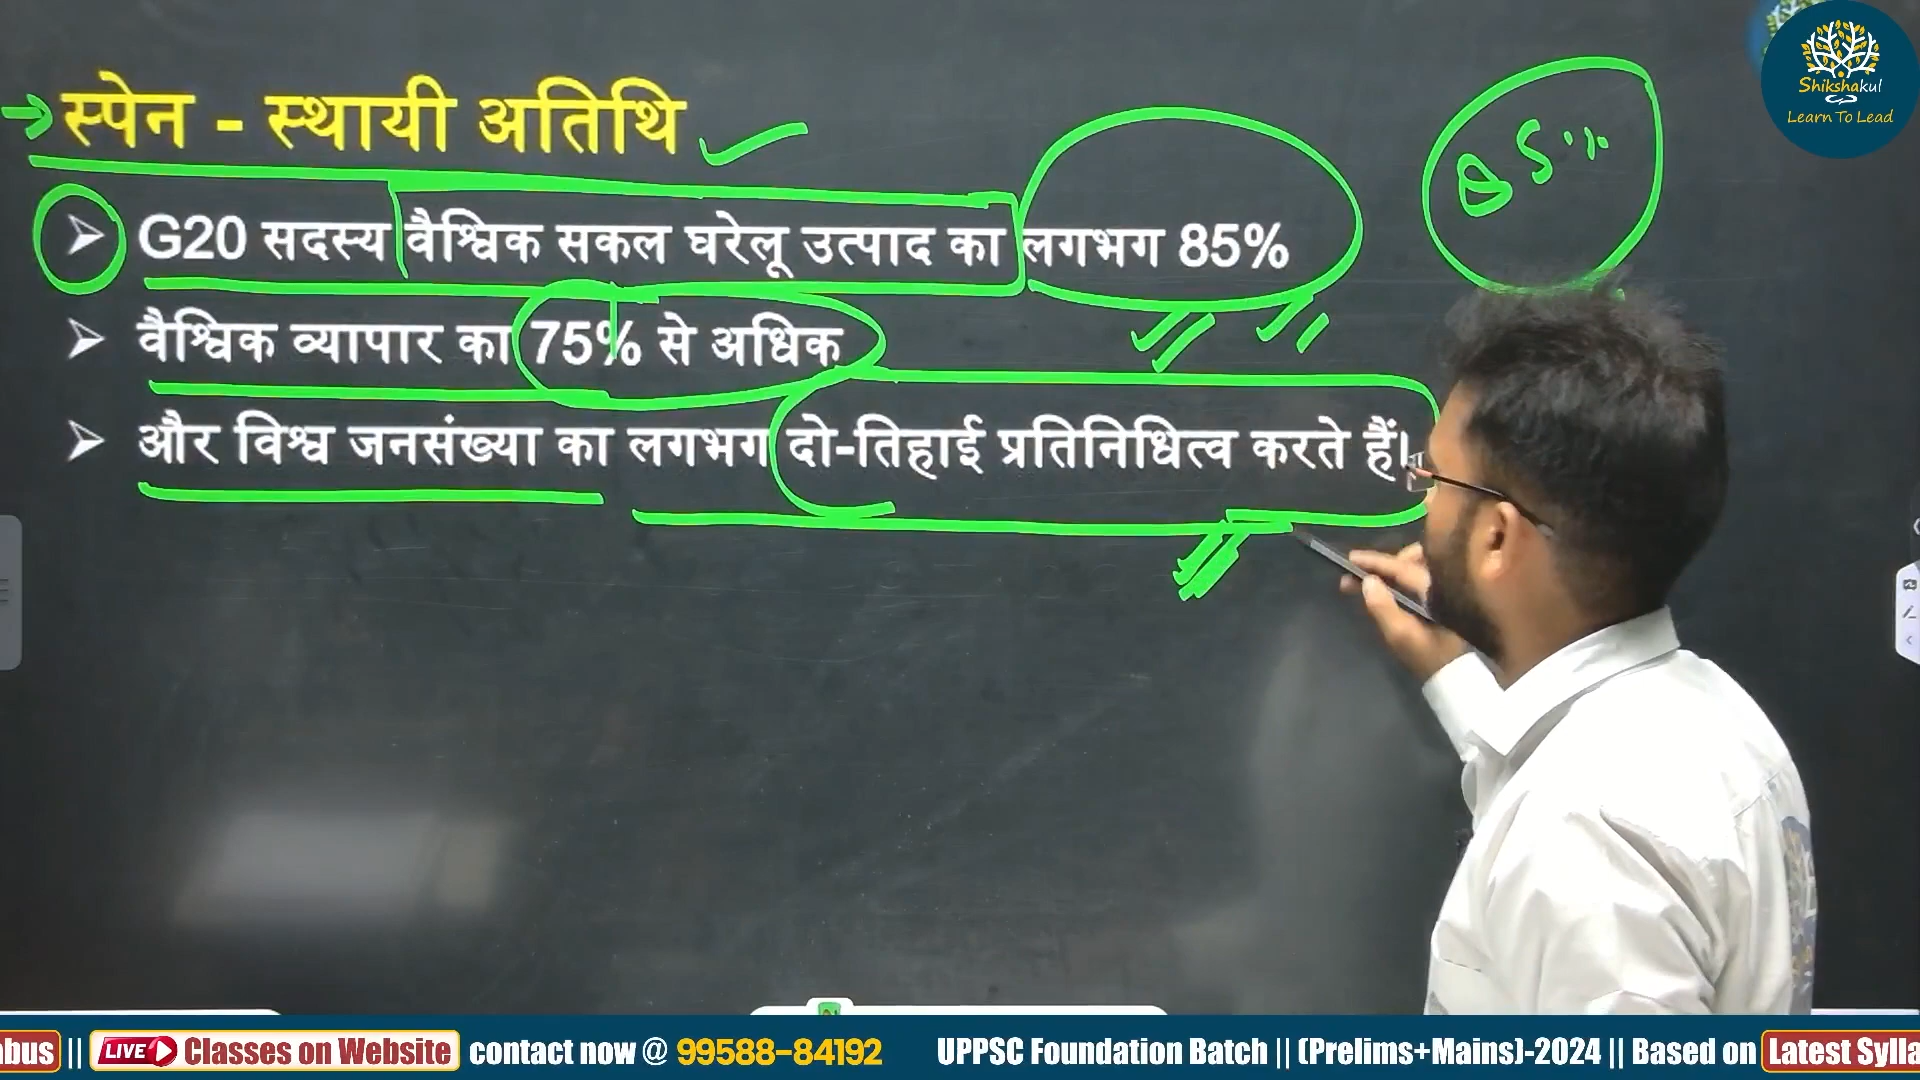 स्पेन - स्थायी अतिथि
G20 सदस्य वैश्विक सकल घरेलू उत्पाद का लगभग 85%
वैश्विक व्यापार का 75% से अधिक
और विश्व जनसंख्या का लगभग दो-तिहाई प्रतिनिधित्व करते हैं।
85%
Shikshakul
Learn To Lead
abus || LIVE Classes on Website contact now @ 99588-84192 UPPSC Foundation Batch || (Prelims+Mains)-2024 || Based on Latest Sylla